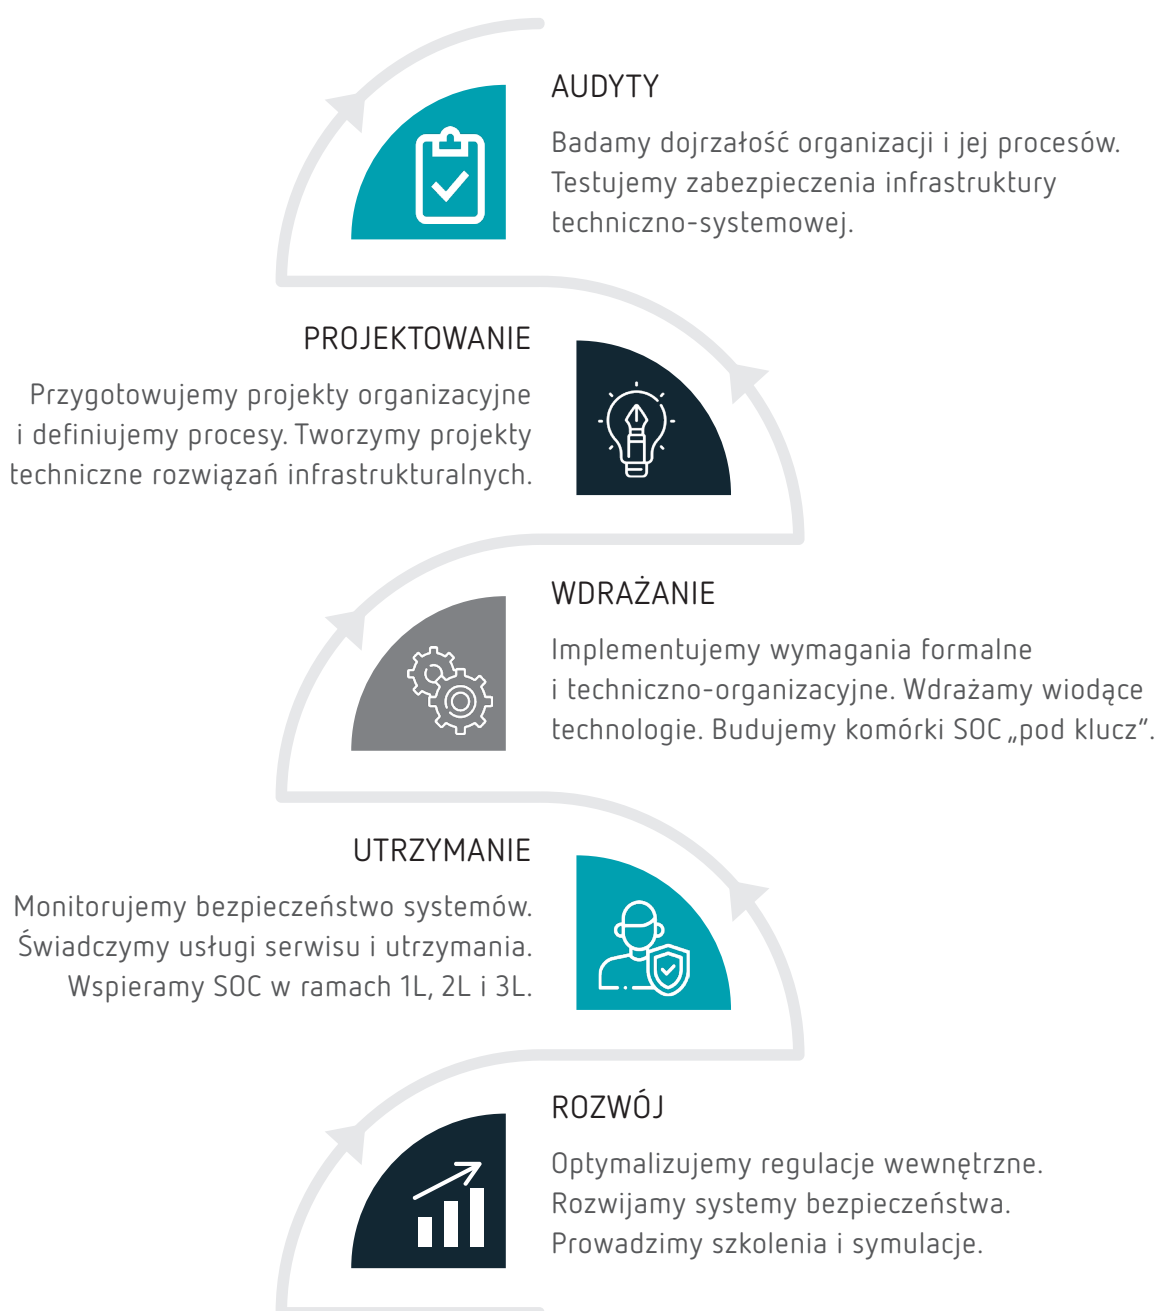 AUDYTY
Badamy dojrzałość organizacji i jej procesów.
Testujemy zabezpieczenia infrastruktury
techniczno-systemowej.
PROJEKTOWANIE
Przygotowujemy projekty organizacyjne
i definiujemy procesy. Tworzymy projekty
techniczne rozwiązań infrastrukturalnych.
WDRAŻANIE
Implementujemy wymagania formalne
i techniczno-organizacyjne. Wdrażamy wiodące
technologie. Budujemy komórki SOC „pod klucz”.
UTRZYMANIE
Monitorujemy bezpieczeństwo systemów.
Świadczymy usługi serwisu i utrzymania.
Wspieramy SOC w ramach 1L, 2L i 3L.
ROZWÓJ
Optymalizujemy regulacje wewnętrzne.
Rozwijamy systemy bezpieczeństwa.
Prowadzimy szkolenia i symulacje.